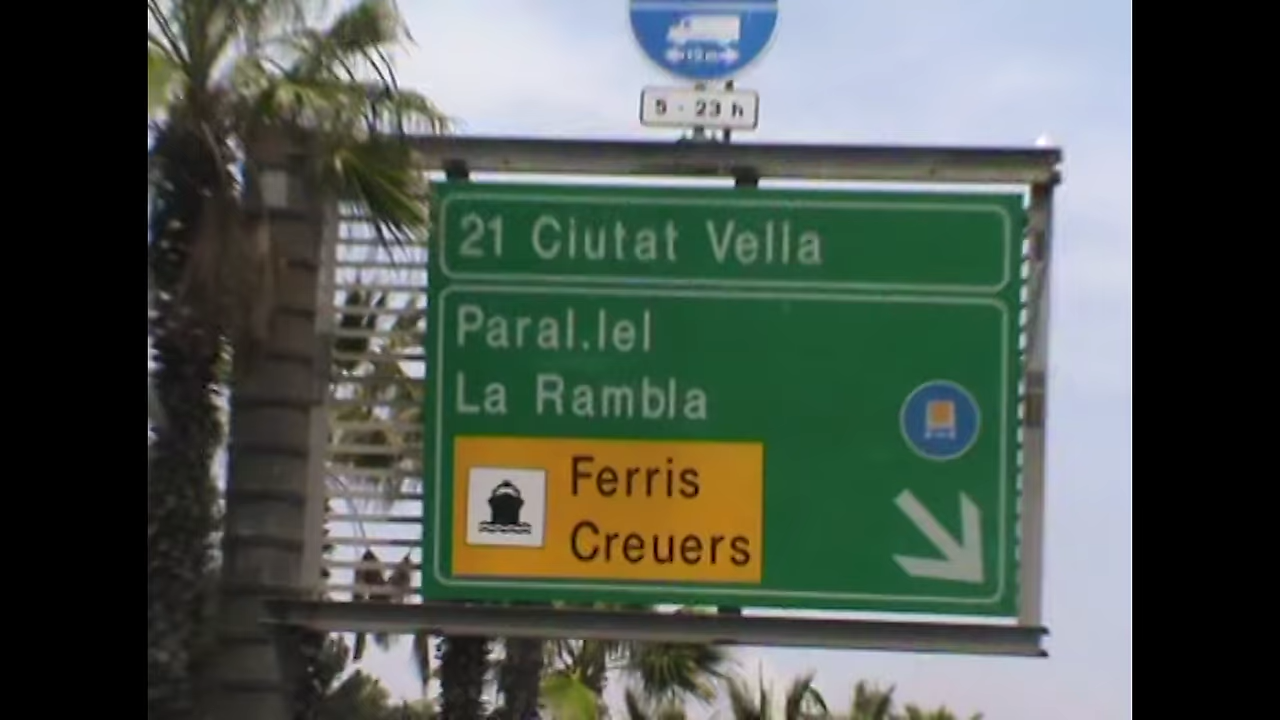 5 - 23 h
21 Ciutat Vella
Paral.lel
La Rambla
Ferris
Creuers